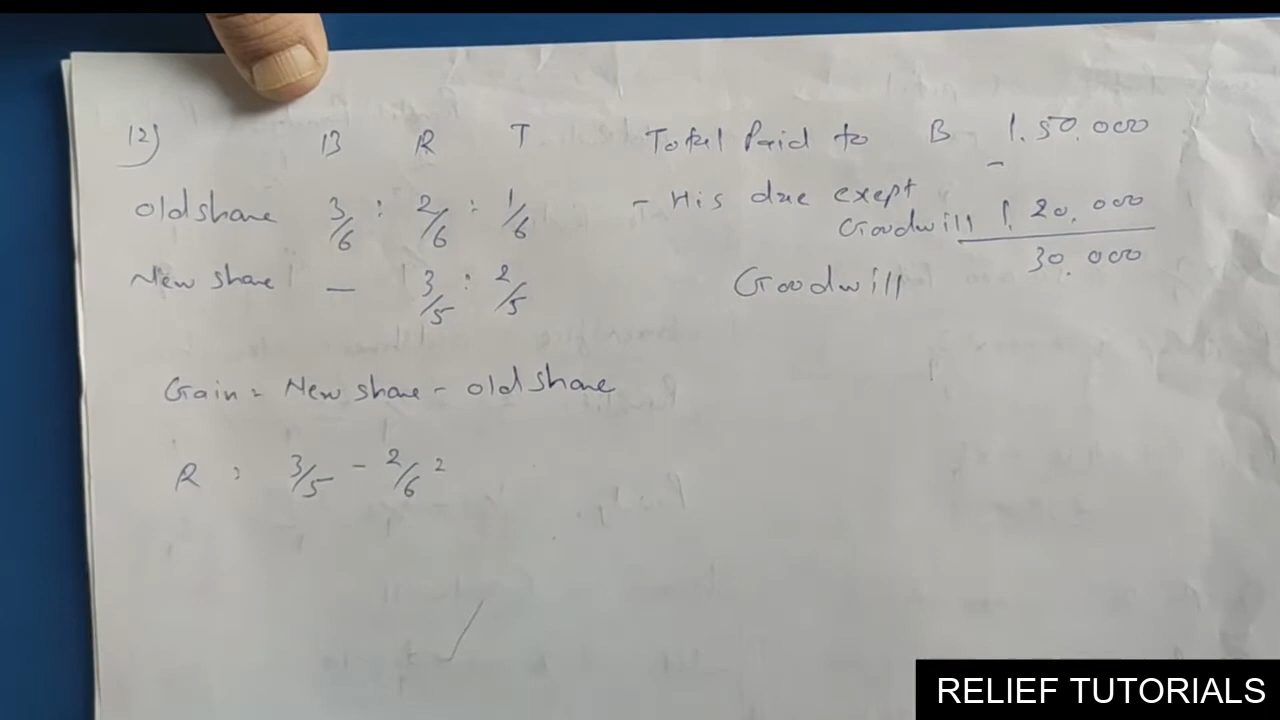 12) B R T
Old share 3/6 : 2/6 : 1/6
New share — 3/5 : 2/5
Total Paid to B - 1,50,000
- His due exept
Goodwill 1,20,000
30,000
Goodwill
Gain = New share - old share
R = 3/5 - 2/6 =
RELIEF TUTORIALS